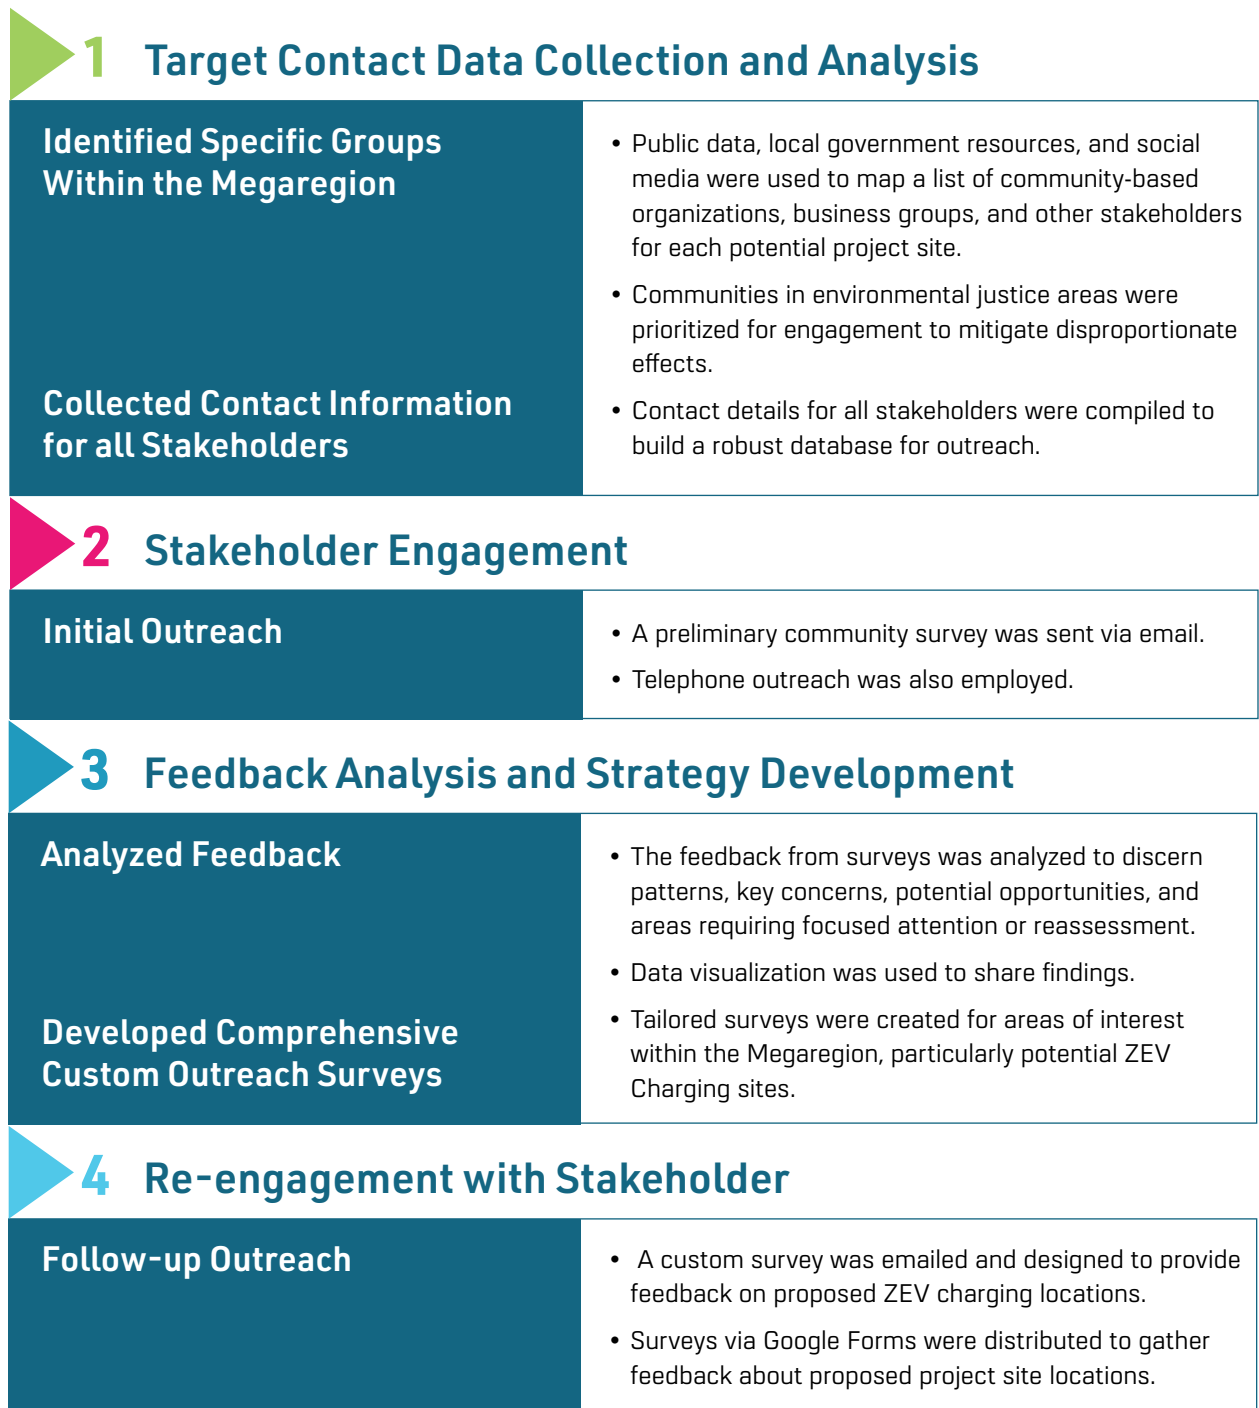 1 Target Contact Data Collection and Analysis
Identified Specific Groups
Within the Megaregion
Collected Contact Information
for all Stakeholders
• Public data, local government resources, and social
media were used to map a list of community-based
organizations, business groups, and other stakeholders
for each potential project site.
• Communities in environmental justice areas were
prioritized for engagement to mitigate disproportionate
effects.
• Contact details for all stakeholders were compiled to
build a robust database for outreach.
2 Stakeholder Engagement
Initial Outreach
• A preliminary community survey was sent via email.
• Telephone outreach was also employed.
3 Feedback Analysis and Strategy Development
Analyzed Feedback
Developed Comprehensive
Custom Outreach Surveys
• The feedback from surveys was analyzed to discern
patterns, key concerns, potential opportunities, and
areas requiring focused attention or reassessment.
• Data visualization was used to share findings.
• Tailored surveys were created for areas of interest
within the Megaregion, particularly potential ZEV
Charging sites.
4 Re-engagement with Stakeholder
Follow-up Outreach
• A custom survey was emailed and designed to provide
feedback on proposed ZEV charging locations.
• Surveys via Google Forms were distributed to gather
feedback about proposed project site locations.